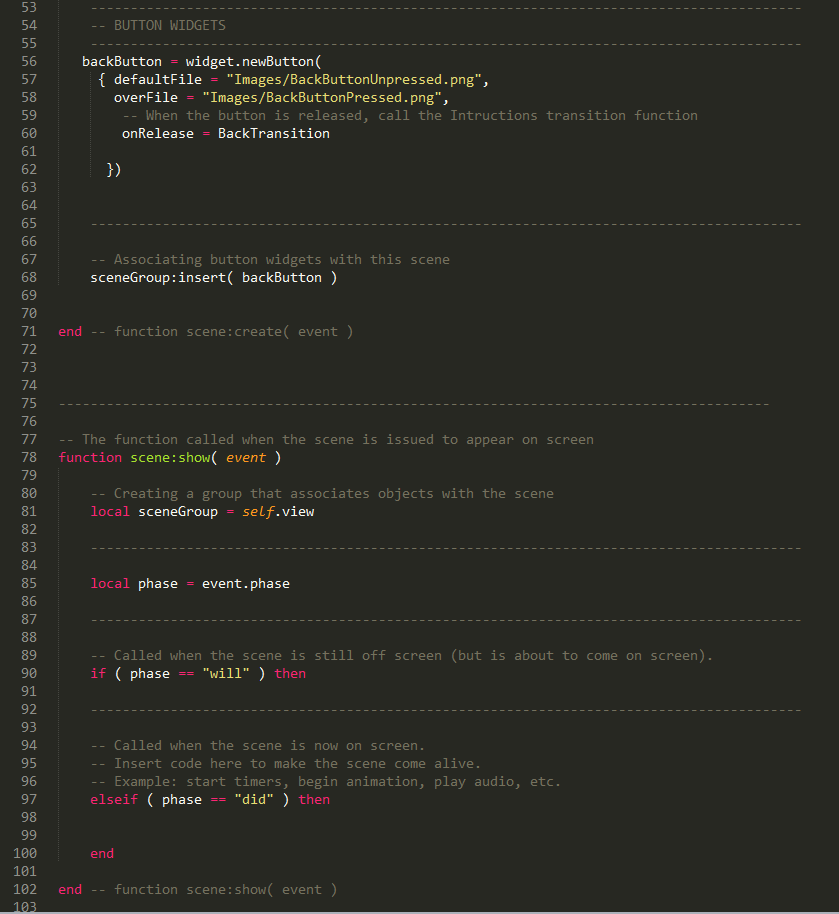 53 -----------------------------------------------------------------------------------------
54 -- BUTTON WIDGETS
55 -----------------------------------------------------------------------------------------
56 backButton = widget.newButton(
57 { defaultFile = "Images/BackButtonUnpressed.png",
58 overFile = "Images/BackButtonPressed.png",
59 -- When the button is released, call the Intructions transition function
60 onRelease = BackTransition
61
62 })
63
64
65 -----------------------------------------------------------------------------------------
66
67 -- Associating button widgets with this scene
68 sceneGroup:insert( backButton )
69
70
71 end -- function scene:create( event )
72
73
74
75 -----------------------------------------------------------------------------------------
76
77 -- The function called when the scene is issued to appear on screen
78 function scene:show( event )
79
80 -- Creating a group that associates objects with the scene
81 local sceneGroup = self.view
82
83 -----------------------------------------------------------------------------------------
84
85 local phase = event.phase
86
87 -----------------------------------------------------------------------------------------
88
89 -- Called when the scene is still off screen (but is about to come on screen).
90 if ( phase == "will" ) then
91
92 -----------------------------------------------------------------------------------------
93
94 -- Called when the scene is now on screen.
95 -- Insert code here to make the scene come alive.
96 -- Example: start timers, begin animation, play audio, etc.
97 elseif ( phase == "did" ) then
98
99
100 end
101
102 end -- function scene:show( event )
103